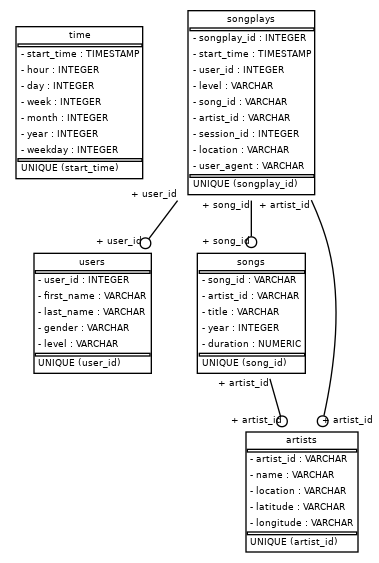 time
- start_time : TIMESTAMP
- hour : INTEGER
- day : INTEGER
- week : INTEGER
- month : INTEGER
- year : INTEGER
- weekday : INTEGER
UNIQUE (start_time)
songplays
- songplay_id : INTEGER
- start_time : TIMESTAMP
- user_id : INTEGER
- level : VARCHAR
- song_id : VARCHAR
- artist_id : VARCHAR
- session_id : INTEGER
- location : VARCHAR
- user_agent : VARCHAR
UNIQUE (songplay_id)
+ user_id
+ song_id
+ artist_id
+ user_id
+ song_id
users
- user_id : INTEGER
- first_name : VARCHAR
- last_name : VARCHAR
- gender : VARCHAR
- level : VARCHAR
UNIQUE (user_id)
songs
- song_id : VARCHAR
- artist_id : VARCHAR
- title : VARCHAR
- year : INTEGER
- duration : NUMERIC
UNIQUE (song_id)
+ artist_id
+ artist_id
+ artist_id
artists
- artist_id : VARCHAR
- name : VARCHAR
- location : VARCHAR
- latitude : VARCHAR
- longitude : VARCHAR
UNIQUE (artist_id)